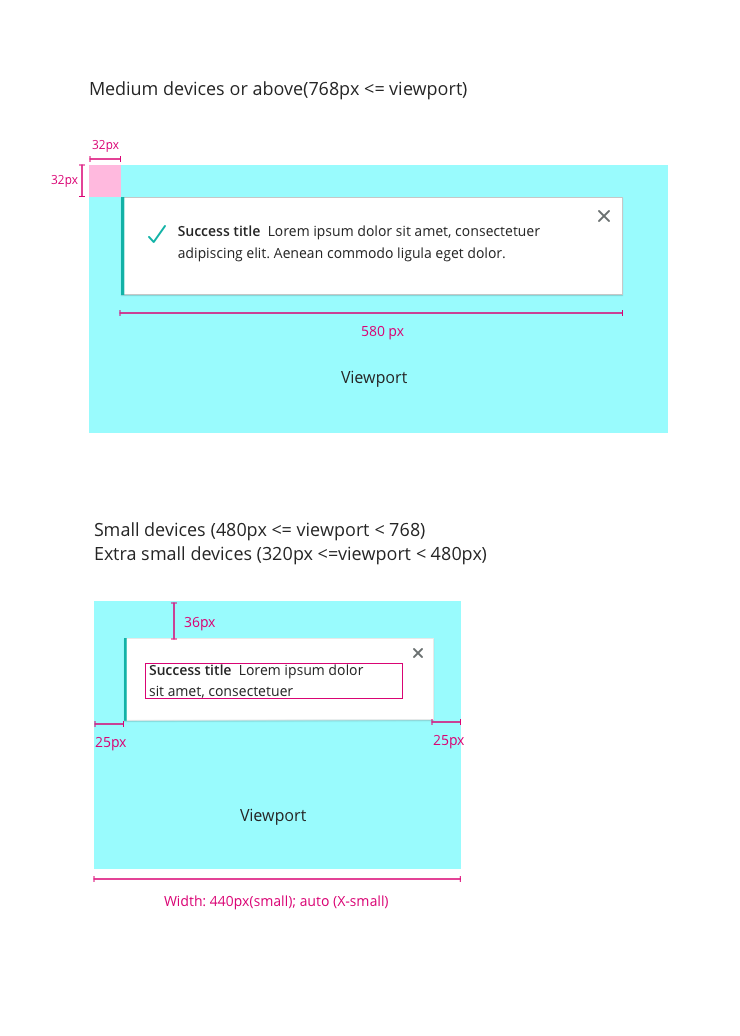 Medium devices or above(768px <= viewport)
32px
32px
Success title Lorem ipsum dolor sit amet, consectetuer
adipiscing elit. Aenean commodo ligula eget dolor.
580 px
Viewport
Small devices (480px <= viewport < 768)
Extra small devices (320px <=viewport < 480px)
36px
Success title Lorem ipsum dolor
sit amet, consectetuer
25px
25px
Viewport
Width: 440px(small); auto (X-small)